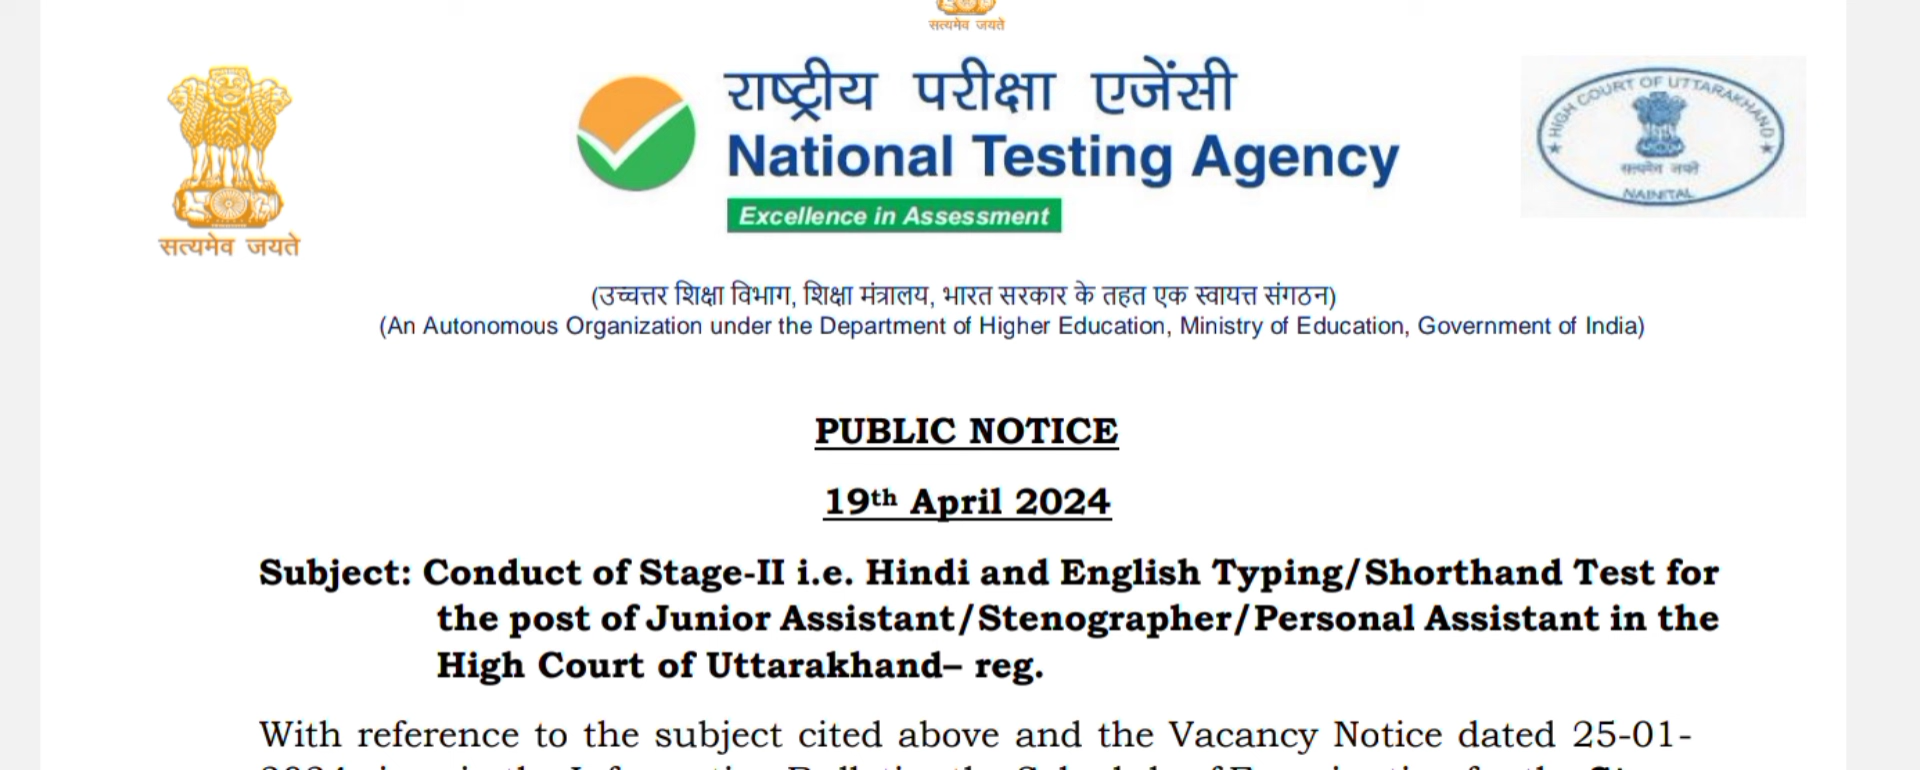 सत्यमेव जयते
सत्यमेव जयते
राष्ट्रीय परीक्षा एजेंसी
National Testing Agency
Excellence in Assessment
HIGH COURT OF UTTARAKHAND
सत्यमेव जयते
NAINITAL
(उच्चत्तर शिक्षा विभाग, शिक्षा मंत्रालय, भारत सरकार के तहत एक स्वायत्त संगठन)
(An Autonomous Organization under the Department of Higher Education, Ministry of Education, Government of India)
PUBLIC NOTICE
19th April 2024
Subject: Conduct of Stage-II i.e. Hindi and English Typing/Shorthand Test for
the post of Junior Assistant/Stenographer/Personal Assistant in the
High Court of Uttarakhand– reg.
With reference to the subject cited above and the Vacancy Notice dated 25-01-